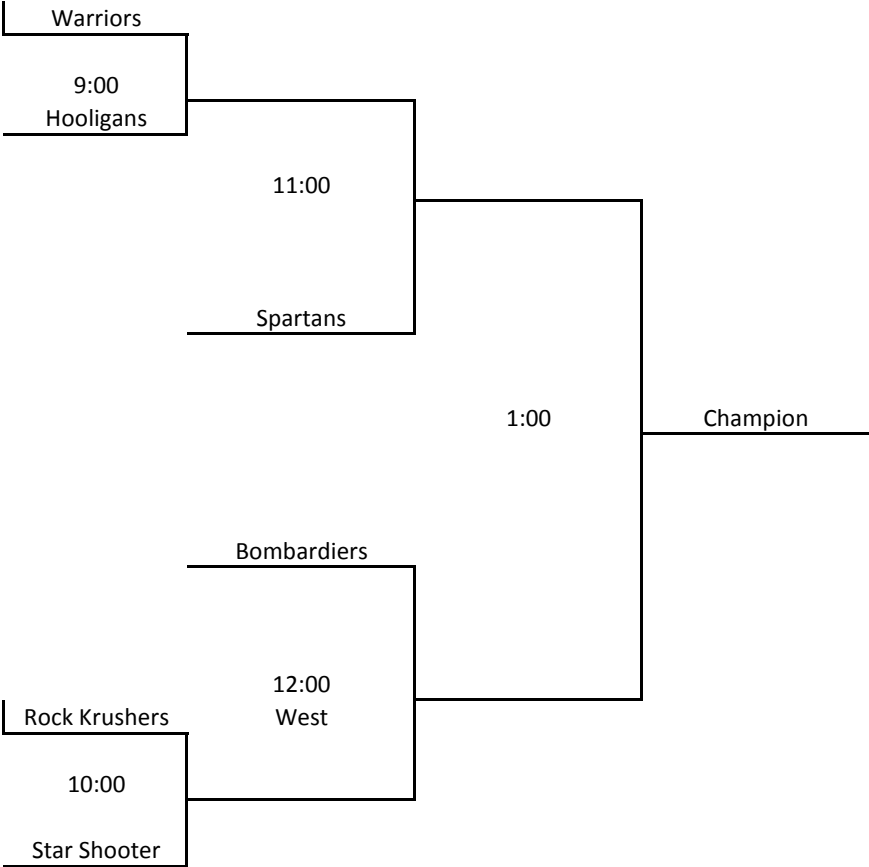 Warriors
9:00
Hooligans
11:00
Spartans
1:00
Champion
Bombardiers
12:00
West
Rock Krushers
10:00
Star Shooter